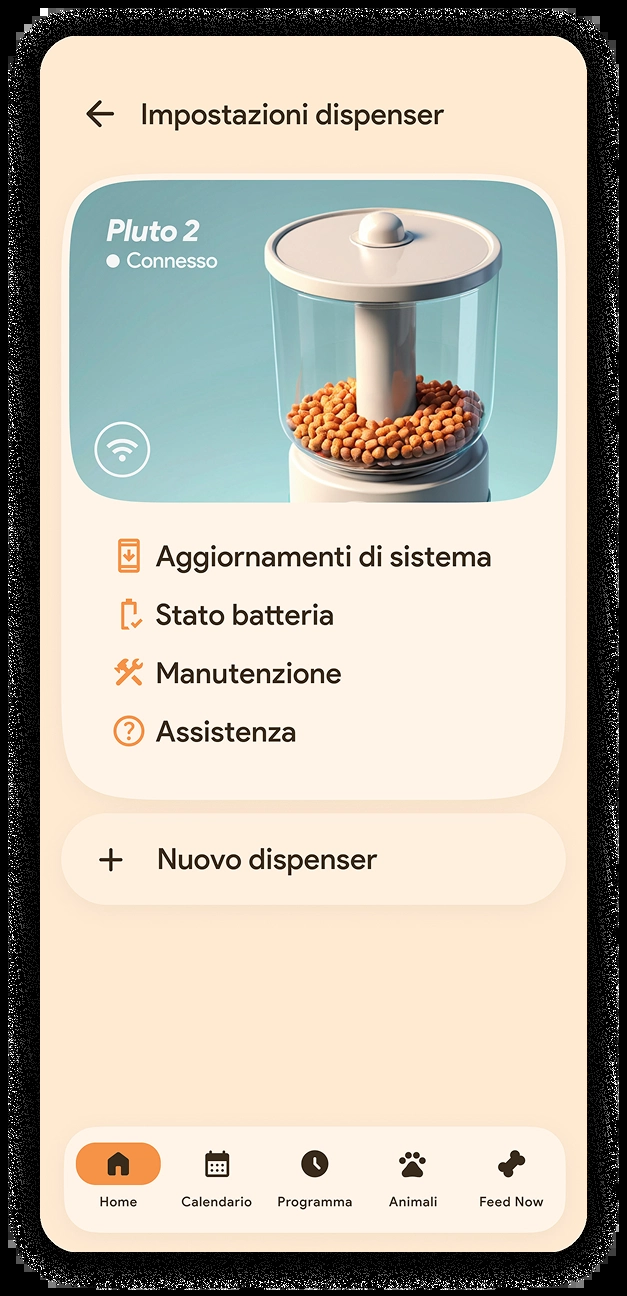 Impostazioni dispenser
Pluto 2
Connesso
Aggiornamenti di sistema
Stato batteria
Manutenzione
Assistenza
Nuovo dispenser
Home
Calendario
Programma
Animali
Feed Now